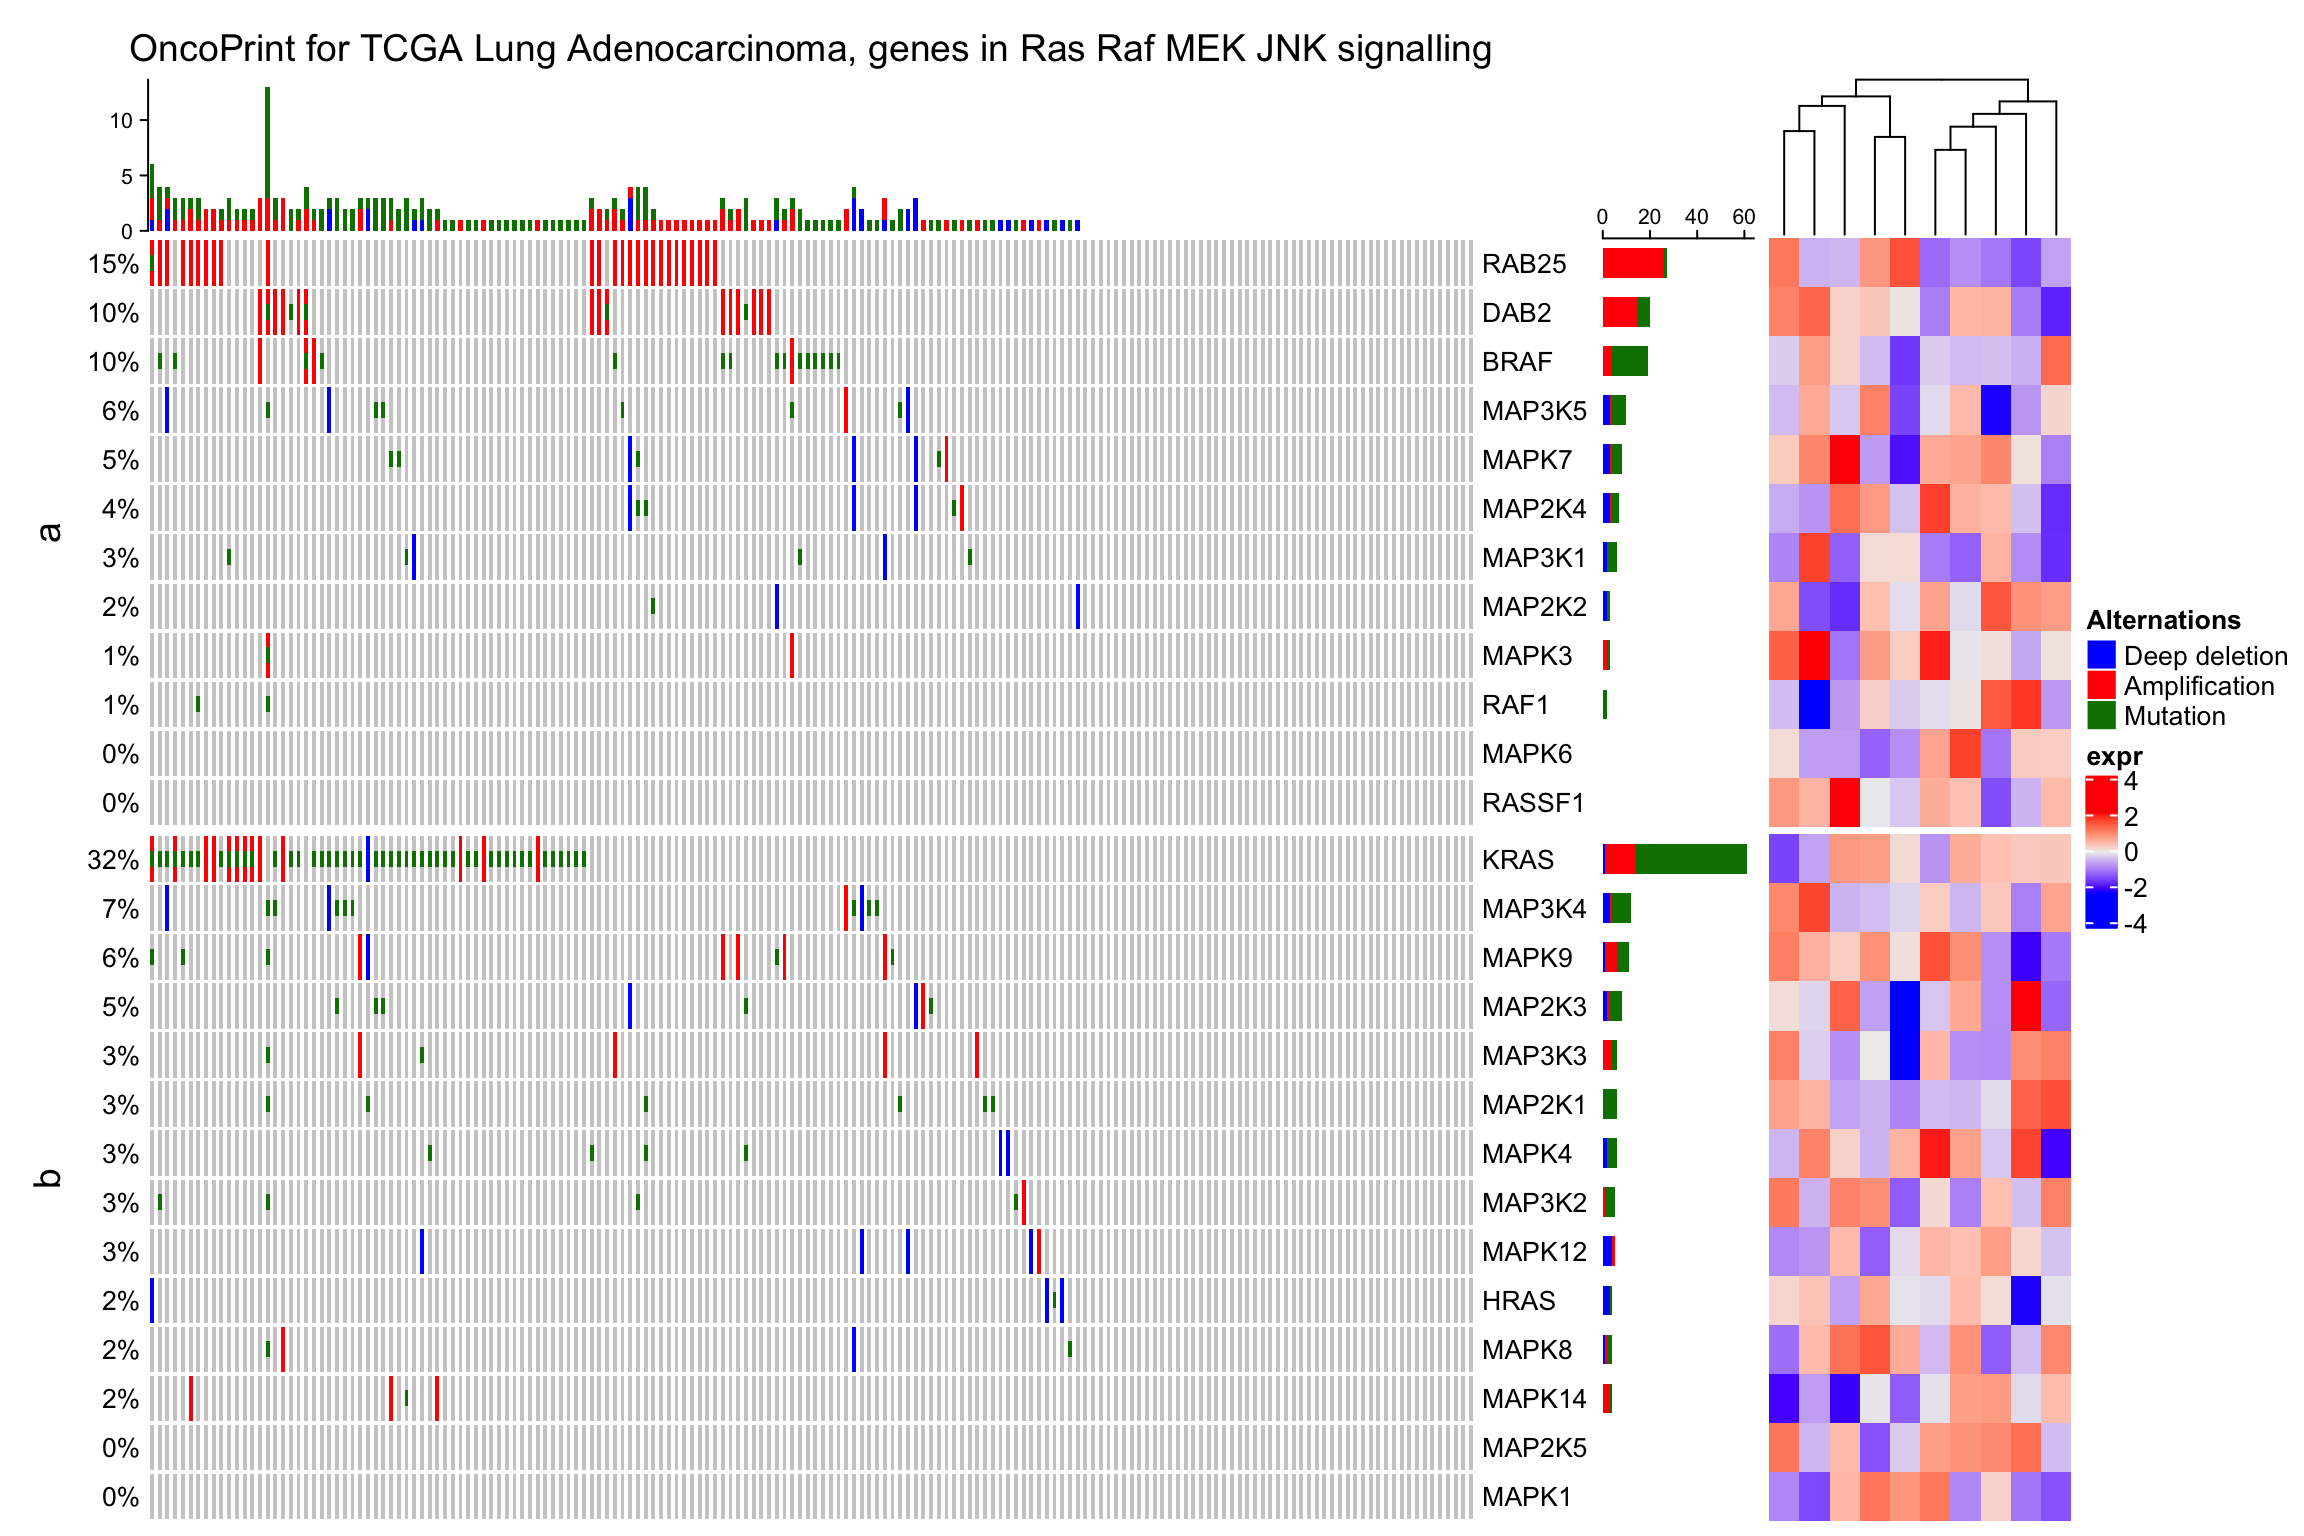 OncoPrint for TCGA Lung Adenocarcinoma, genes in Ras Raf MEK JNK signalling
10
5
0
0 20 40 60
a
15% RAB25
10% DAB2
10% BRAF
6% MAP3K5
5% MAPK7
4% MAP2K4
3% MAP3K1
2% MAP2K2
1% MAPK3
1% RAF1
0% MAPK6
0% RASSF1
b
32% KRAS
7% MAP3K4
6% MAPK9
5% MAP2K3
3% MAP3K3
3% MAP2K1
3% MAPK4
3% MAP3K2
3% MAPK12
2% HRAS
2% MAPK8
2% MAPK14
0% MAP2K5
0% MAPK1
Alternations
Deep deletion
Amplification
Mutation
expr
4
2
0
-2
-4